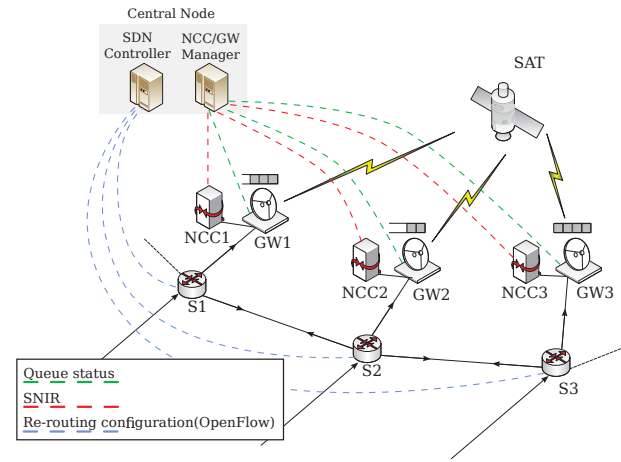 Central Node
SDN
Controller
NCC/GW
Manager
SAT
NCC1
GW1
NCC2
GW2
NCC3
GW3
S1
S2
S3
Queue status
SNIR
Re-routing configuration(OpenFlow)